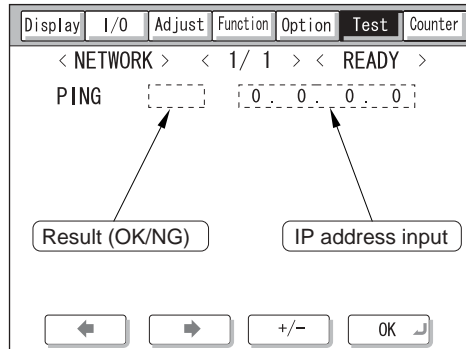 Display I/O Adjust Function Option Test Counter
< NETWORK > < 1/ 1 > < READY >
PING 0 . 0 . 0 . 0
Result (OK/NG) IP address input
+/− OK